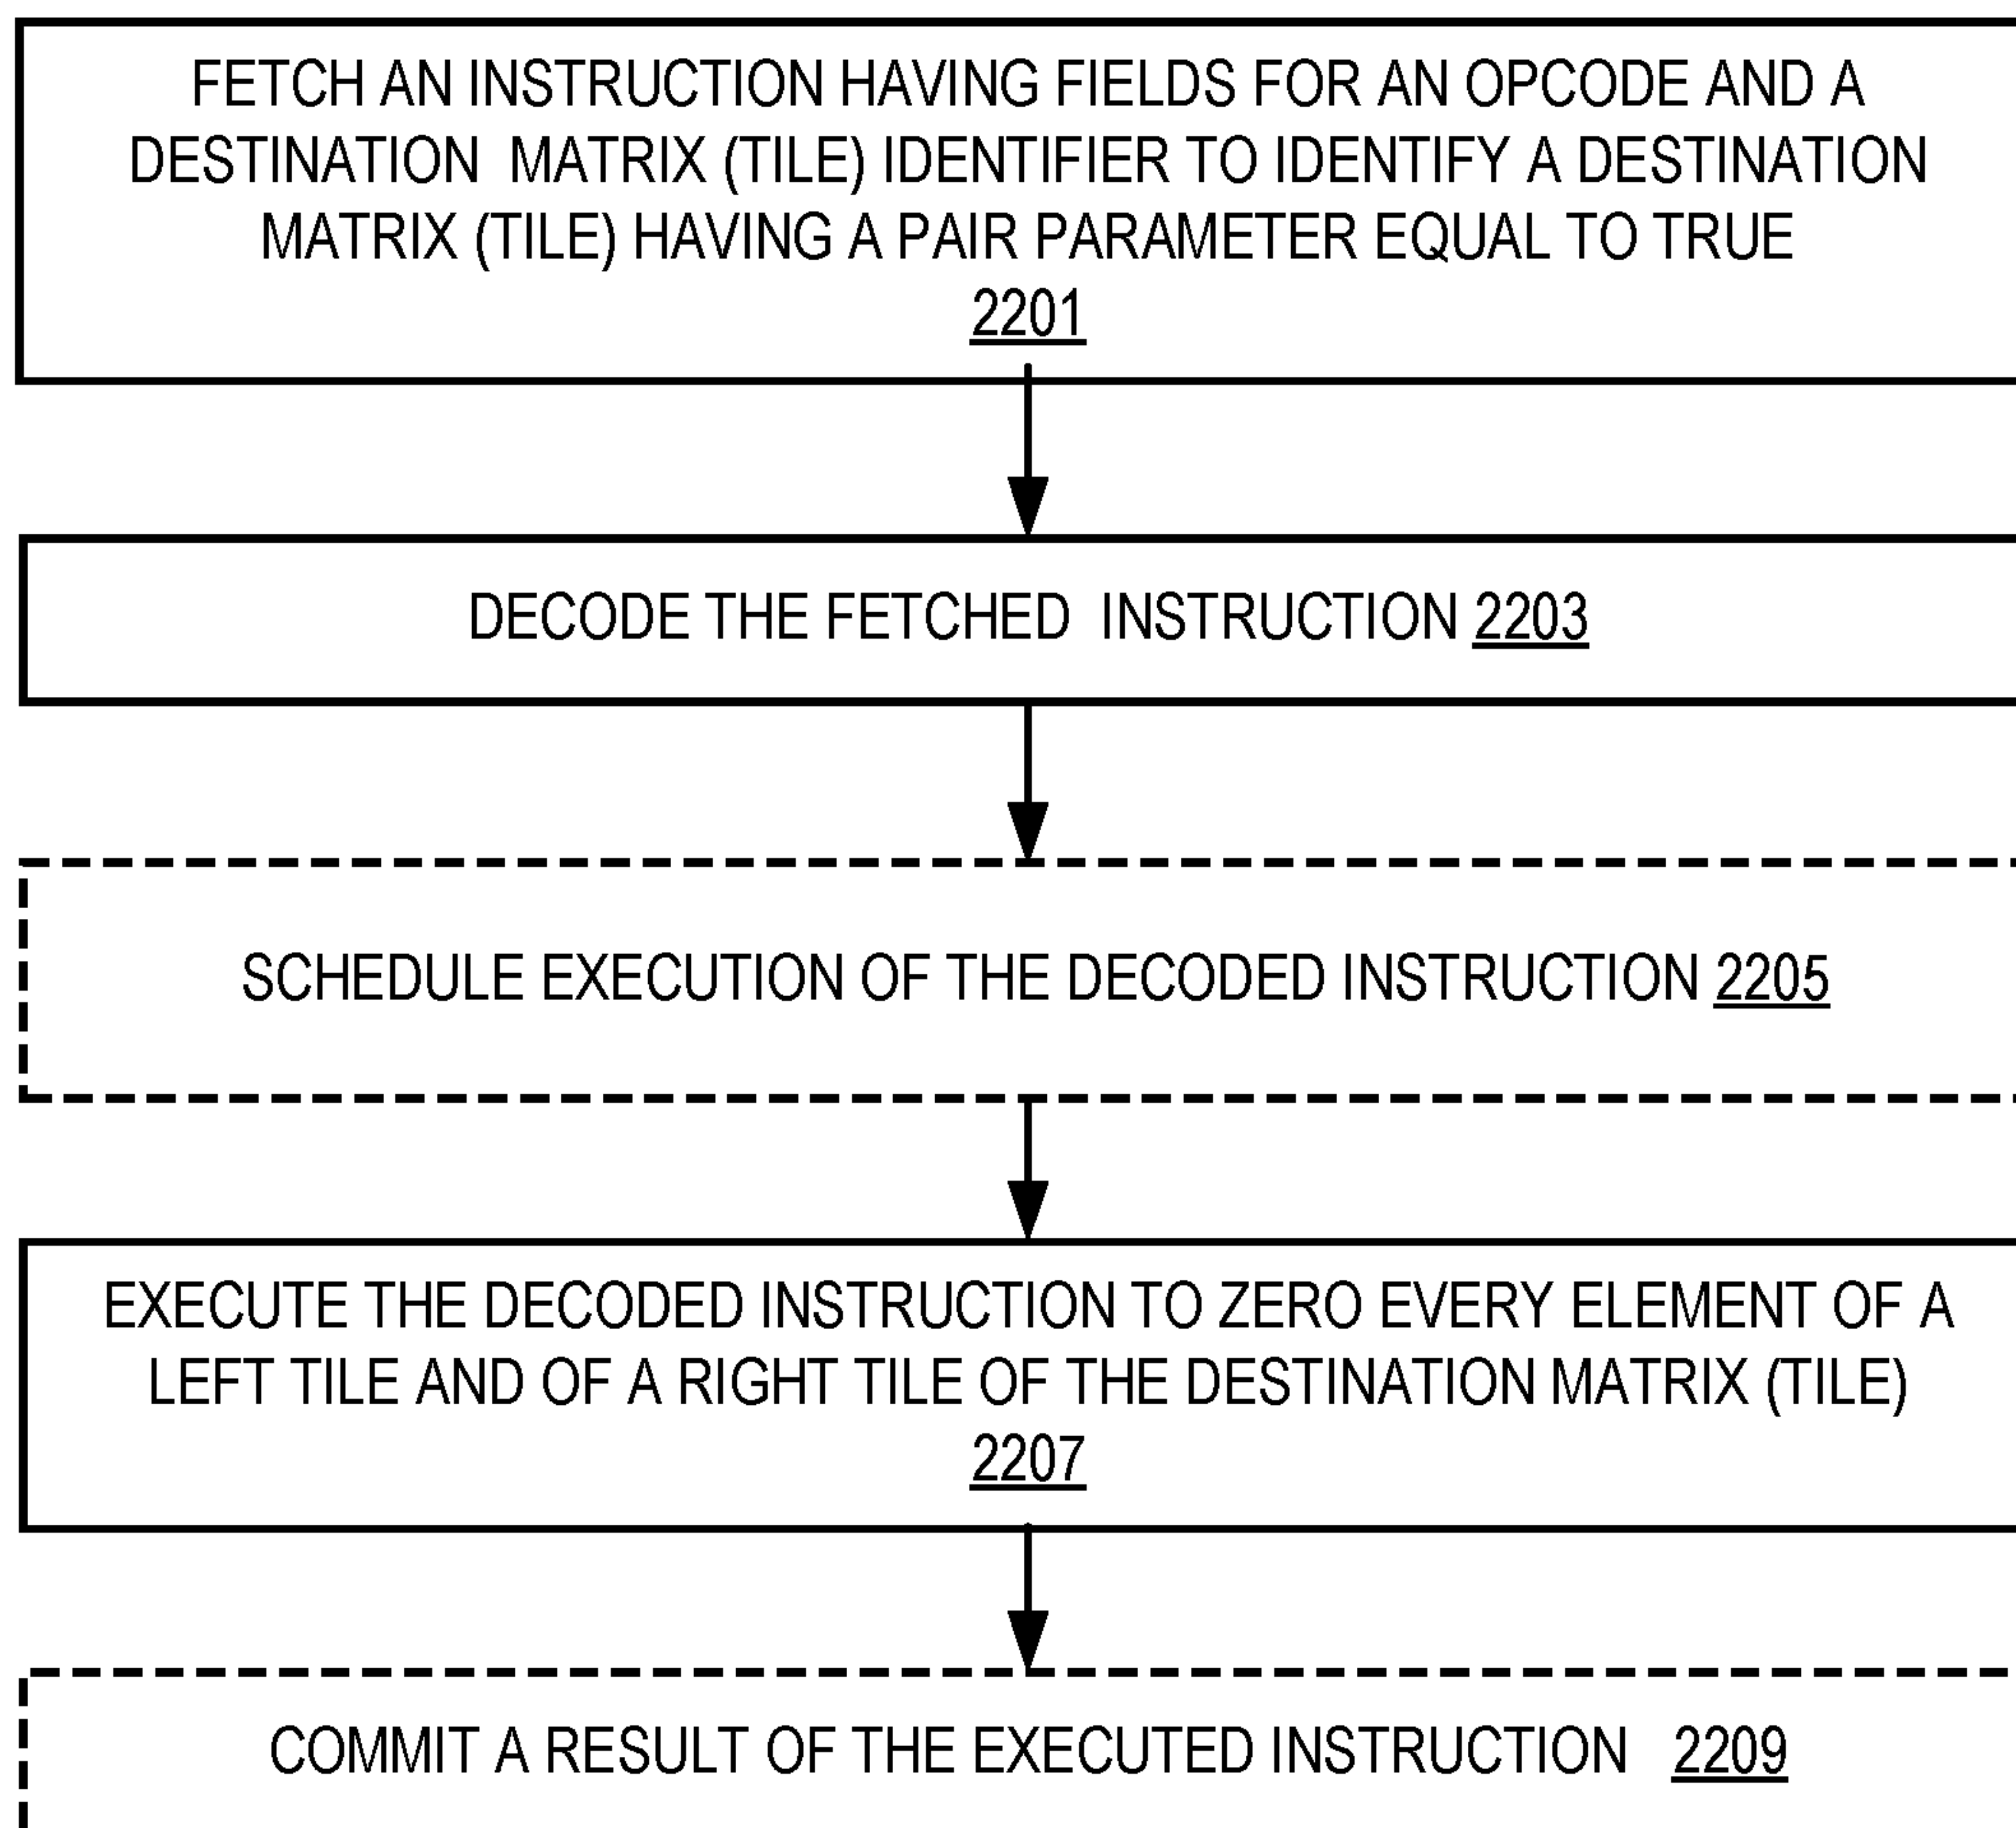 FETCH AN INSTRUCTION HAVING FIELDS FOR AN OPCODE AND A
DESTINATION MATRIX (TILE) IDENTIFIER TO IDENTIFY A DESTINATION
MATRIX (TILE) HAVING A PAIR PARAMETER EQUAL TO TRUE
2201
DECODE THE FETCHED INSTRUCTION 2203
SCHEDULE EXECUTION OF THE DECODED INSTRUCTION 2205
EXECUTE THE DECODED INSTRUCTION TO ZERO EVERY ELEMENT OF A
LEFT TILE AND OF A RIGHT TILE OF THE DESTINATION MATRIX (TILE)
2207
COMMIT A RESULT OF THE EXECUTED INSTRUCTION 2209